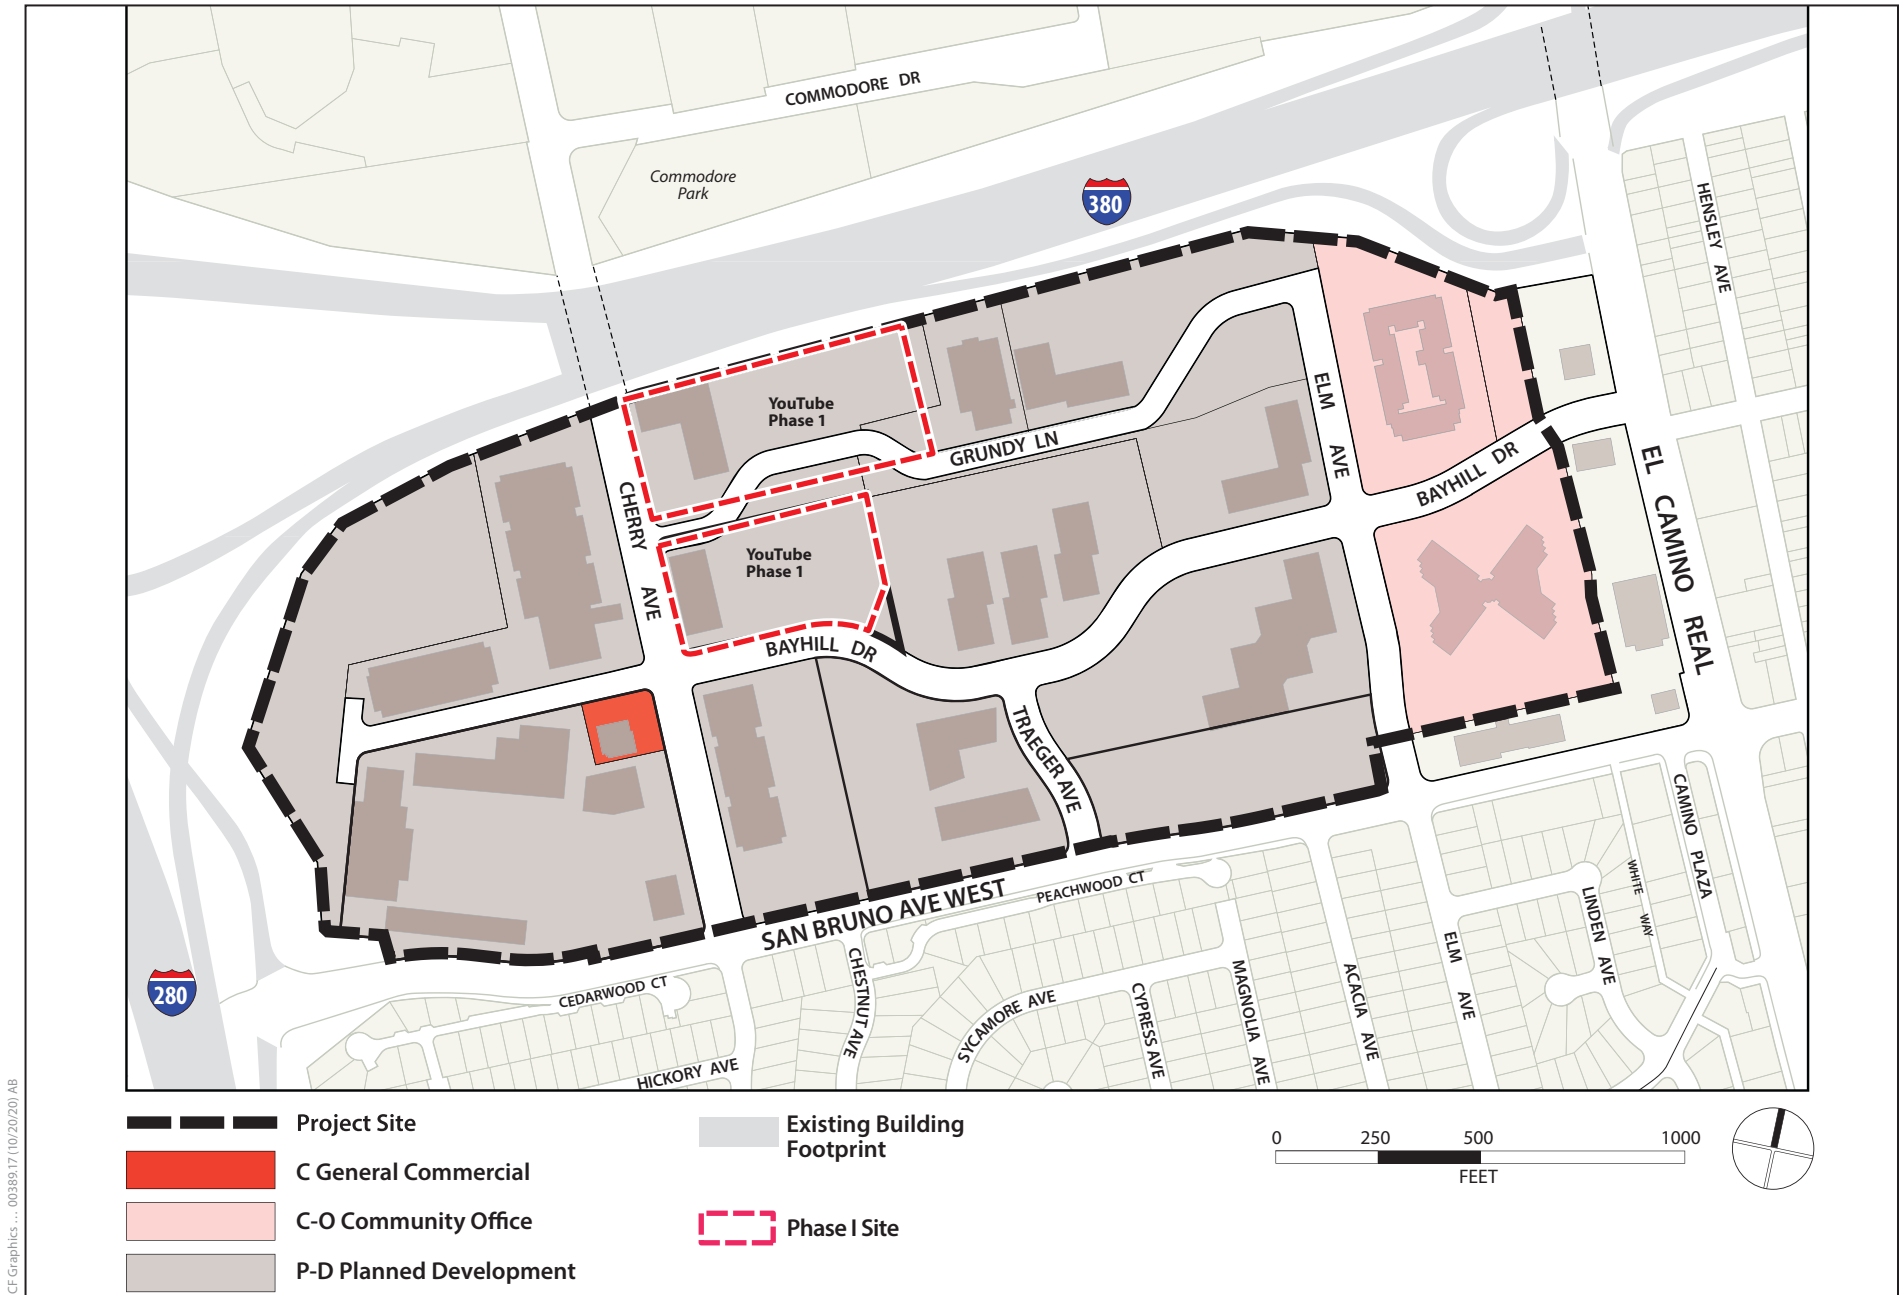 COMMODORE DR
Commodore
Park
380
HENSLEY AVE
YouTube
Phase 1
ELM AVE
GRUNDY LN
BAYHILL DR
EL CAMINO REAL
CHERRY AVE
YouTube
Phase 1
BAYHILL DR
TRAEGER AVE
SAN BRUNO AVE WEST
PEACHWOOD CT
CAMINO PLAZA
WHITE WAY
LINDEN AVE
280
CEDARWOOD CT
CHESTNUT AVE
SYCAMORE AVE
CYPRESS AVE
MAGNOLIA AVE
ACACIA AVE
ELM AVE
HICKORY AVE
Project Site
C General Commercial
C-O Community Office
P-D Planned Development
Existing Building
Footprint
Phase I Site
0 250 500 1000
FEET
CF Graphics ... 00389.17 (10/20/20) AB